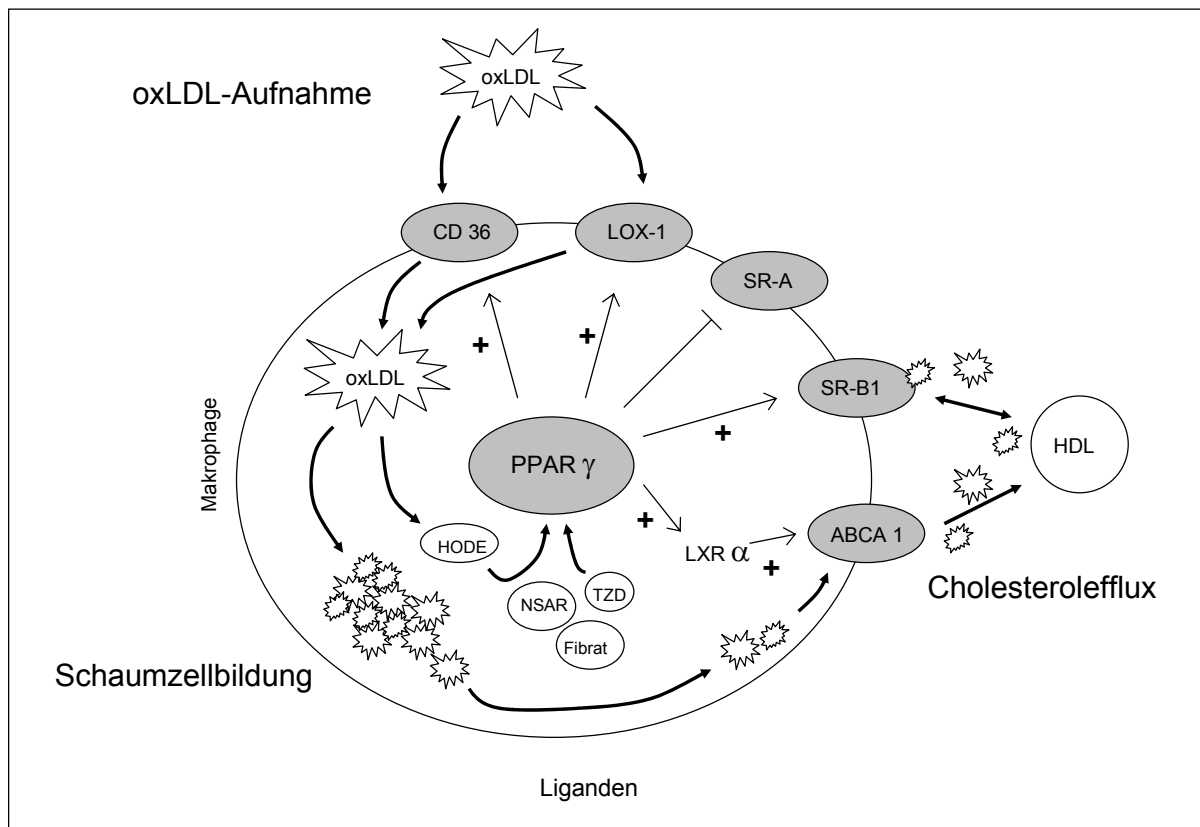 oxLDL
oxLDL-Aufnahme
CD 36
LOX-1
SR-A
+
+
oxLDL
SR-B1
Makrophage
+
HDL
PPAR γ
+
ABCA 1
HODE
LXR α
+
TZD
NSAR
Cholesterolefflux
Fibrat
Schaumzellbildung
Liganden